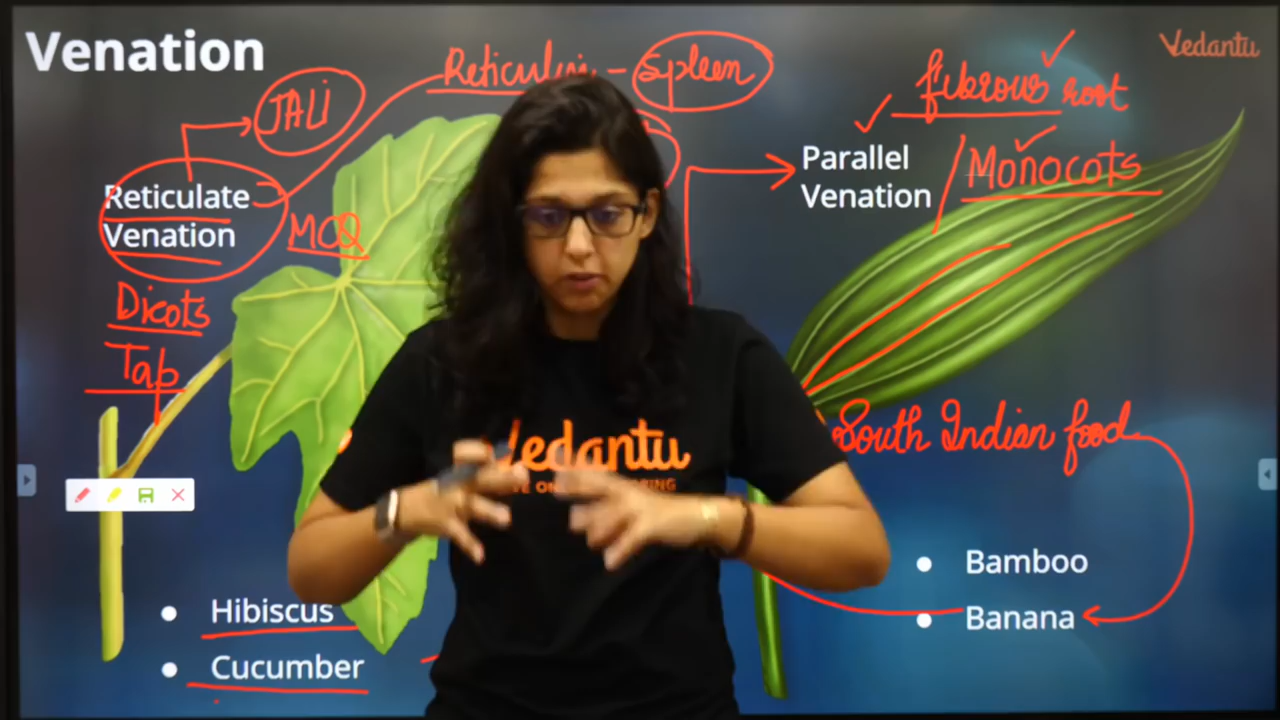 Venation
Vedantu
Reticulin - Spleen
JALI
fibrous root
Parallel
Venation
Monocots
Reticulate
Venation
MCQ
Dicots
Tap
Vedantu
South Indian food
Bamboo
Banana
Hibiscus
Cucumber